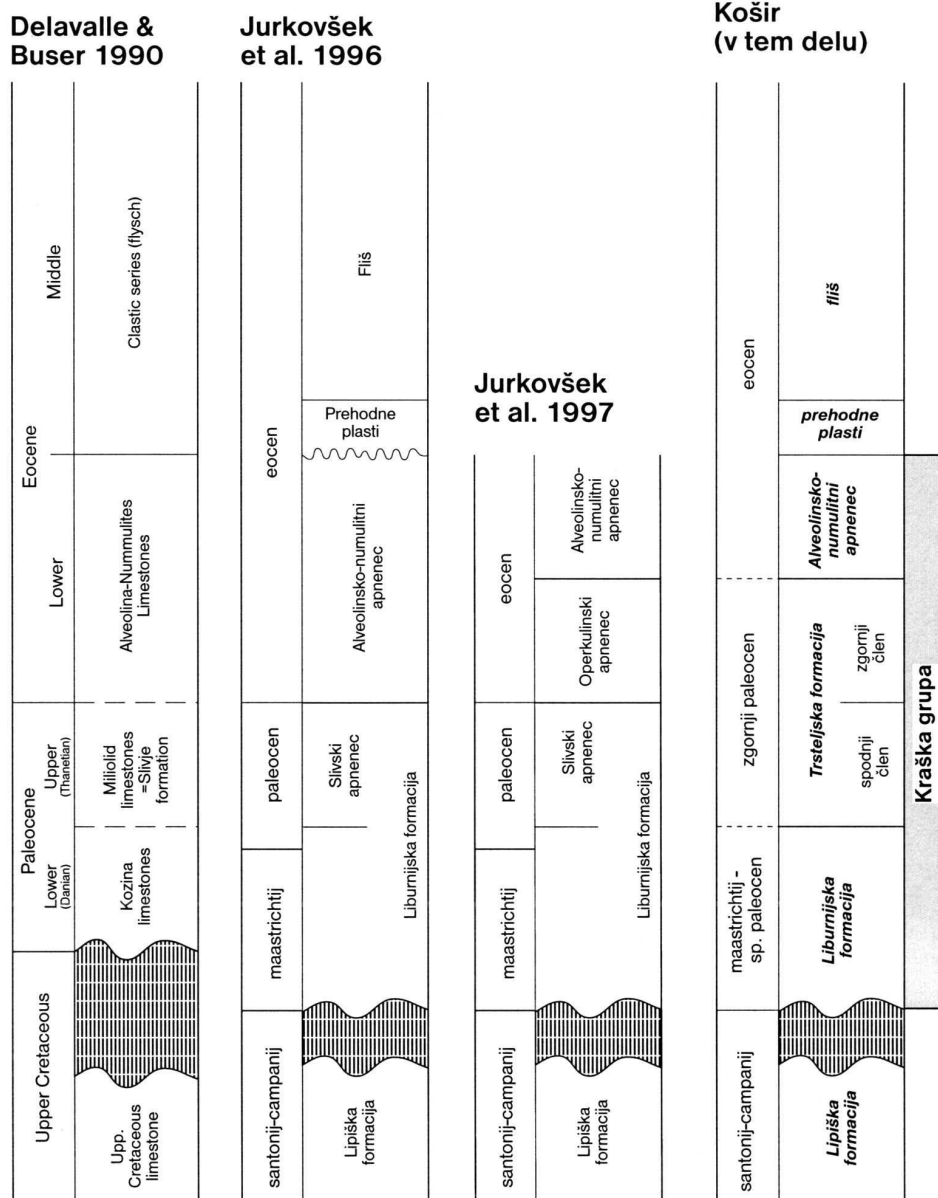 Delavalle &
Buser 1990
Eocene
Middle
Clastic series (flysch)
Lower
Alveolina-Nummulites
Limestones
Paleocene
Upper
(Thanetian)
Miliolid
limestones
=Slivje
formation
Lower
(Danian)
Kozina
limestones
Upper Cretaceous
Upp.
Cretaceous
limestone
Jurkovšek
et al. 1996
eocen
Fliš
Prehodne
plasti
Alveolinsko-numulitni
apnenec
paleocen
Slivski
apnenec
Liburnijska formacija
maastrichtij
santonij-campanij
Lipiška
formacija
Jurkovšek
et al. 1997
eocen
Alveolinsko-
numulitni
apnenec
Operkulinski
apnenec
paleocen
Slivski
apnenec
Liburnijska formacija
maastrichtij
santonij-campanij
Lipiška
formacija
Košir
(v tem delu)
eocen
fliš
prehodne
plasti
Alveolinsko-
numulitni
apnenec
zgornji paleocen
Trsteljska formacija
zgornji
člen
spodnji
člen
maastrichtij -
sp. paleocen
Liburnijska
formacija
santonij-campanij
Lipiška
formacija
Kraška grupa